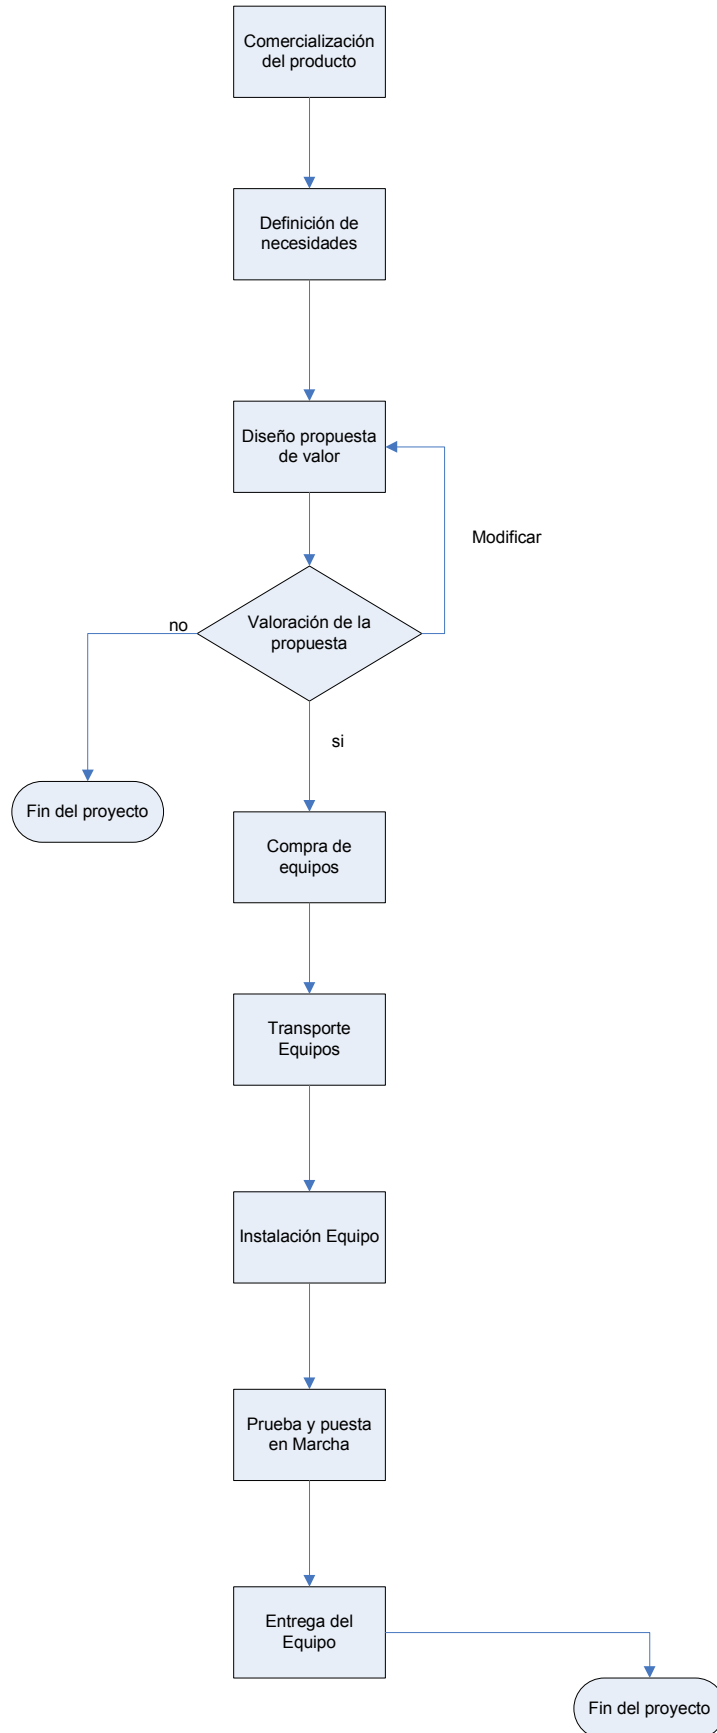 Comercialización
del producto
Definición de
necesidades
Diseño propuesta
de valor
Modificar
Valoración de la
propuesta
no
si
Fin del proyecto
Compra de
equipos
Transporte
Equipos
Instalación Equipo
Prueba y puesta
en Marcha
Entrega del
Equipo
Fin del proyecto